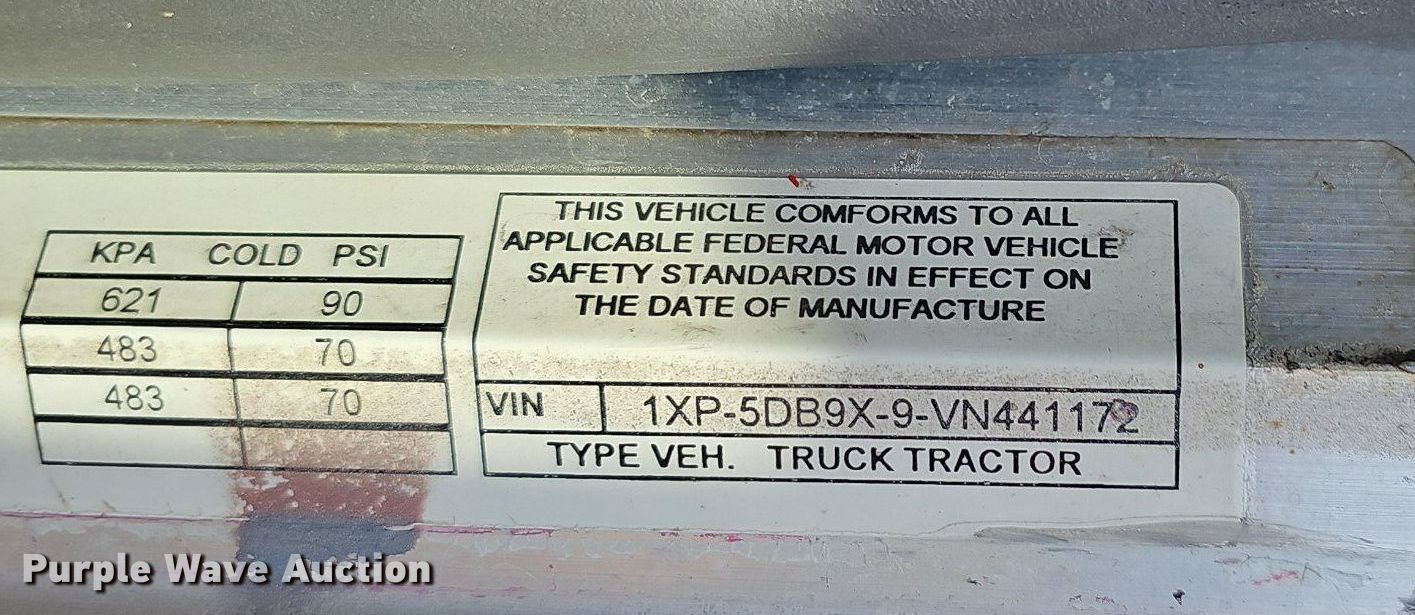 KPA COLD PSI
621 90
483 70
483 70
THIS VEHICLE COMFORMS TO ALL
APPLICABLE FEDERAL MOTOR VEHICLE
SAFETY STANDARDS IN EFFECT ON
THE DATE OF MANUFACTURE
VIN 1XP-5DB9X-9-VN441172
TYPE VEH. TRUCK TRACTOR
Purple Wave Auction